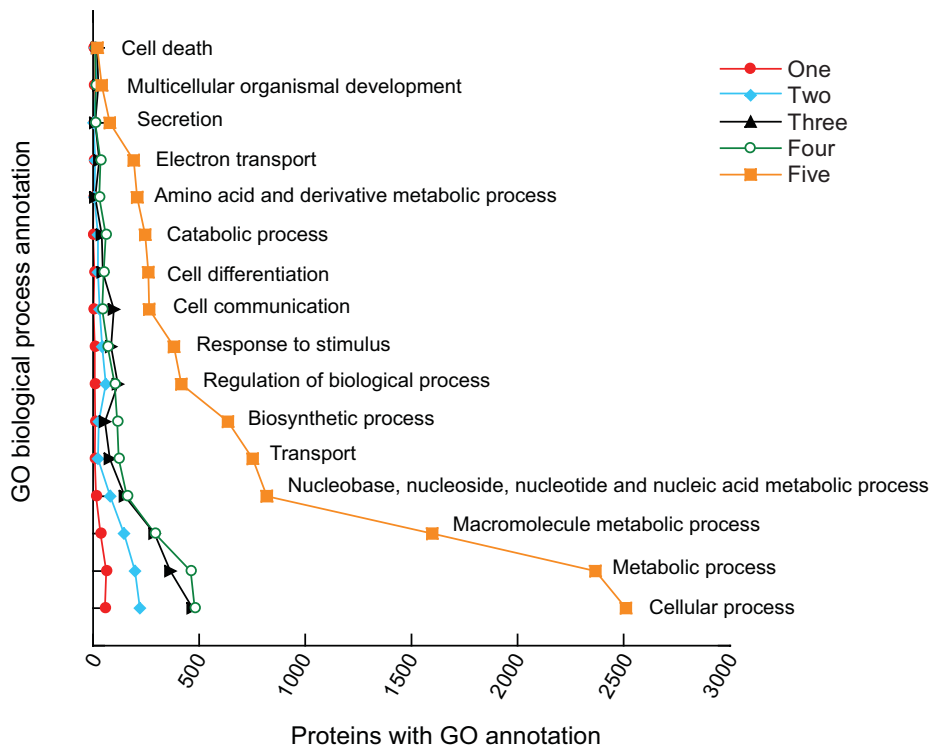 GO biological process annotation
Cell death
Multicellular organismal development
Secretion
Electron transport
Amino acid and derivative metabolic process
Catabolic process
Cell differentiation
Cell communication
Response to stimulus
Regulation of biological process
Biosynthetic process
Transport
Nucleobase, nucleoside, nucleotide and nucleic acid metabolic process
Macromolecule metabolic process
Metabolic process
Cellular process
One
Two
Three
Four
Five
0
500
1000
1500
2000
2500
3000
Proteins with GO annotation